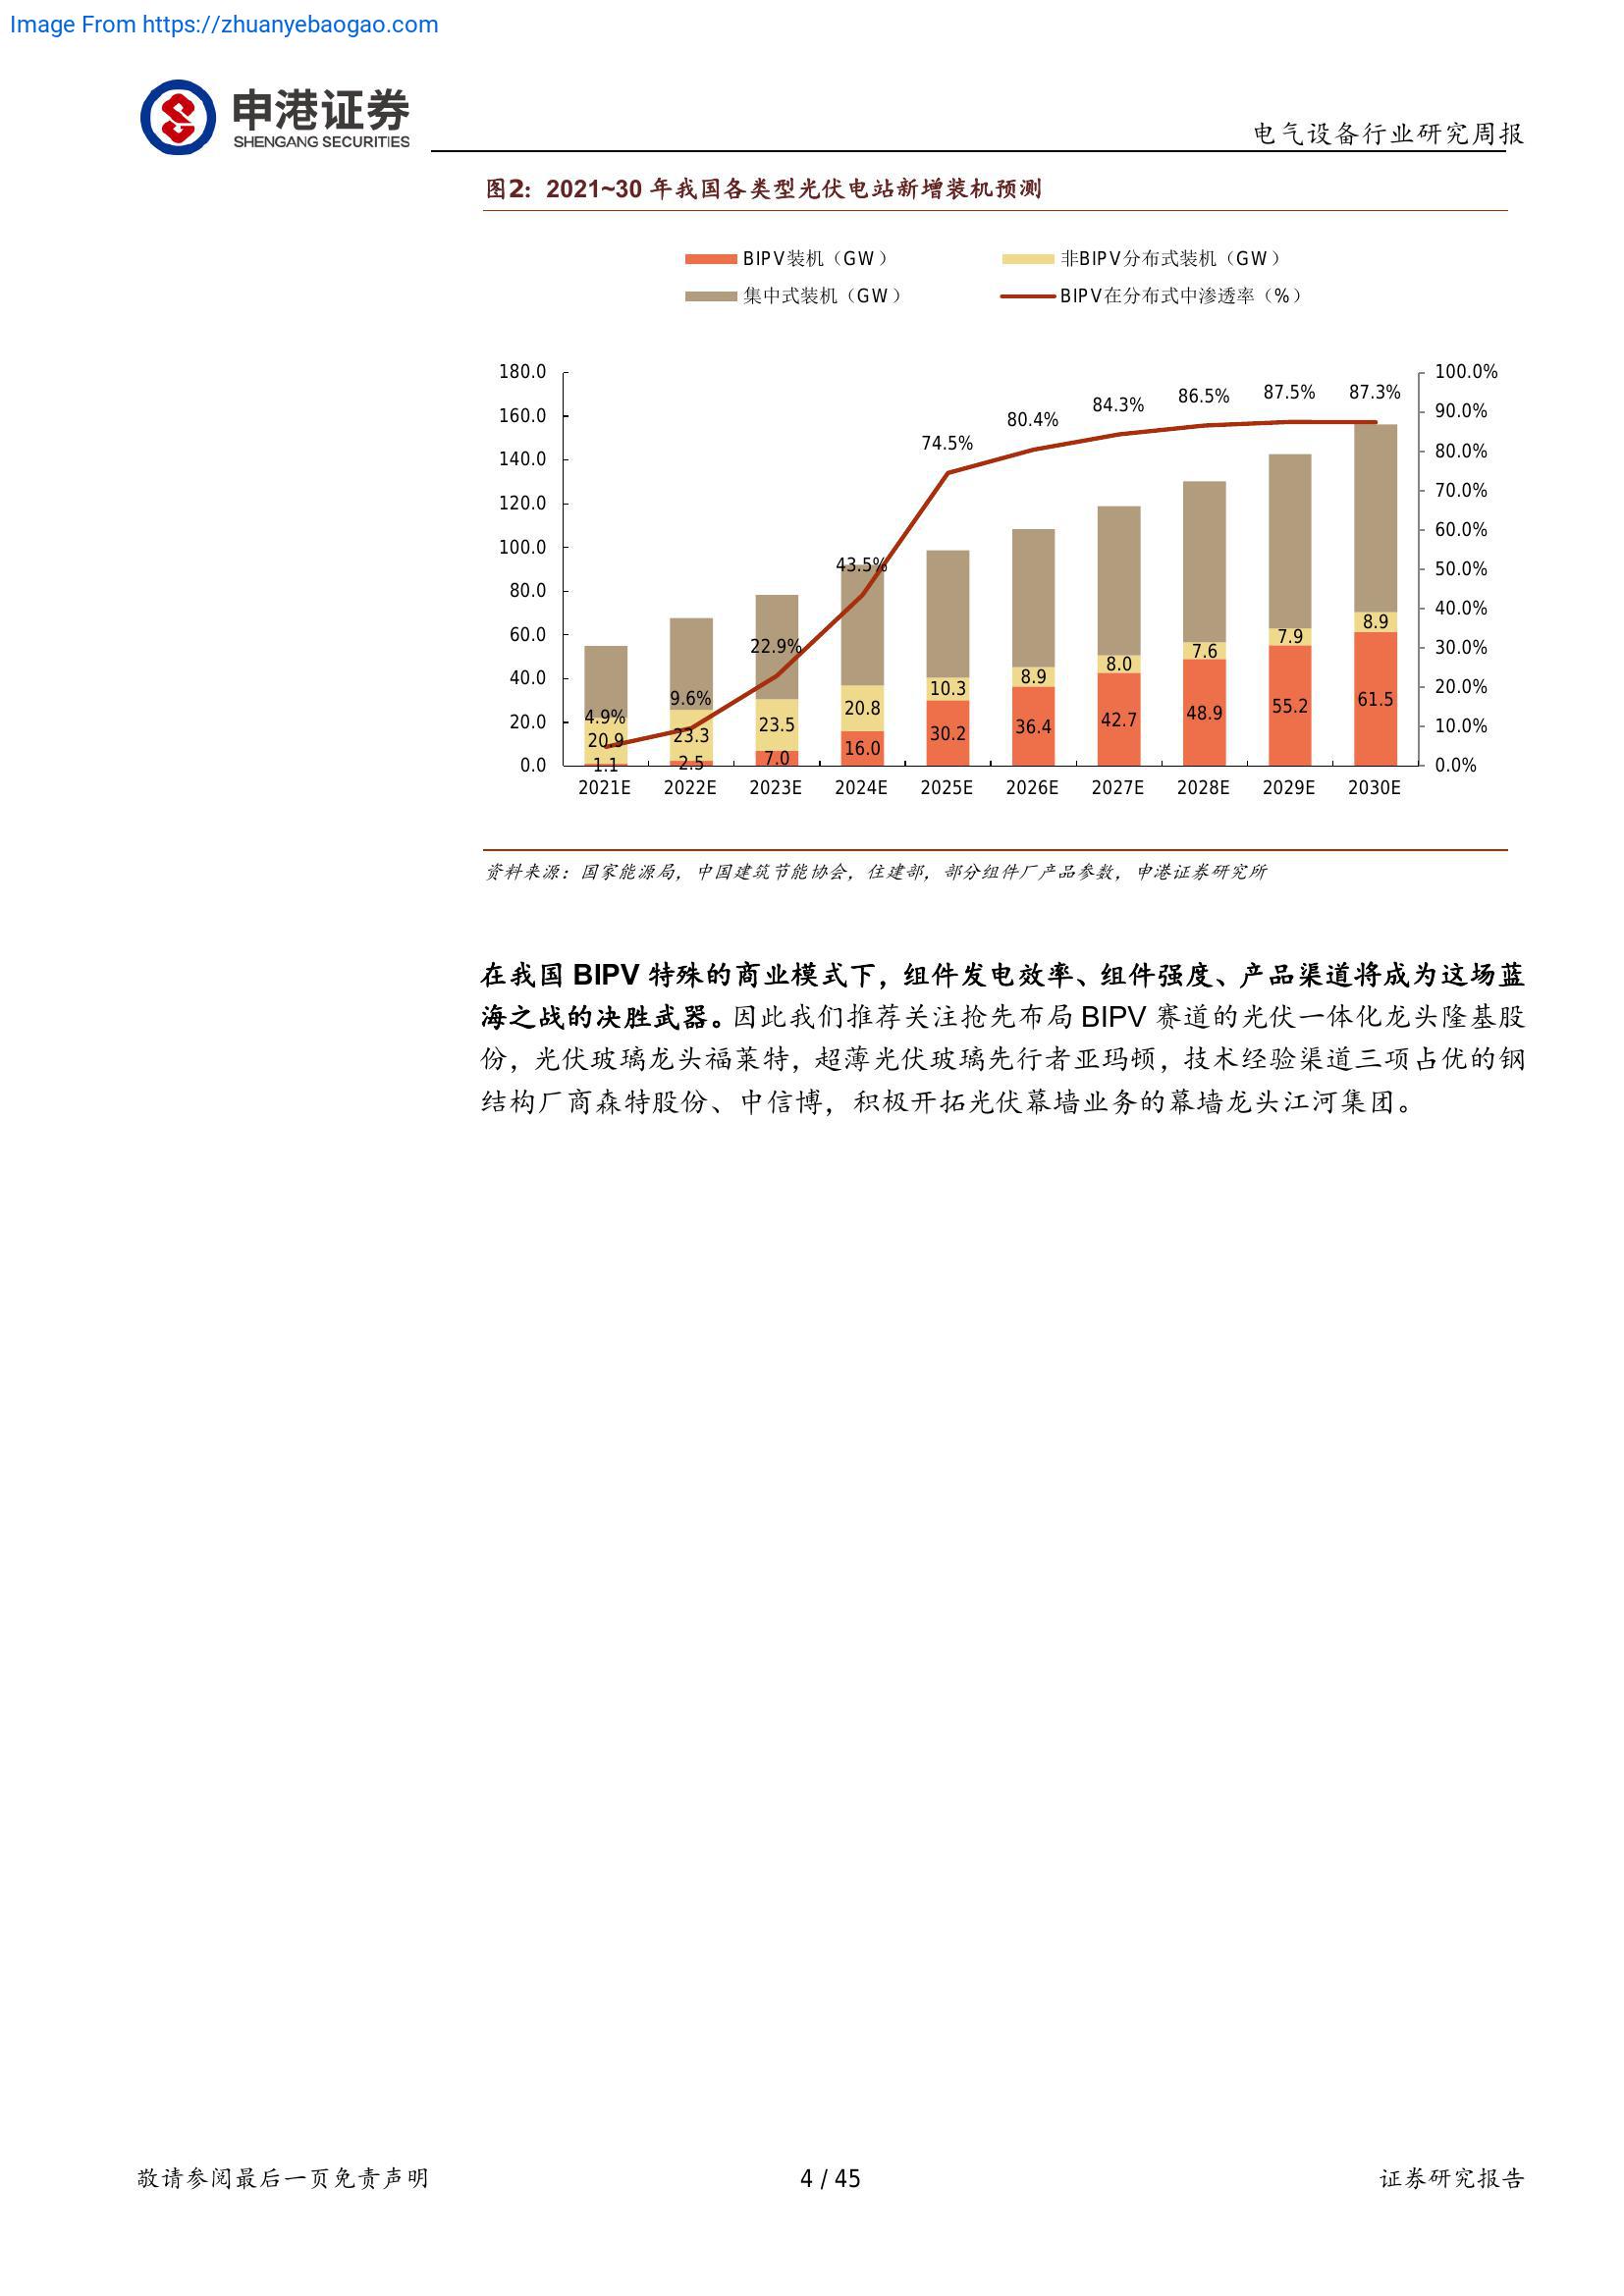 Image From https://zhuanyebaogao.com
申港证券
SHENGANG SECURITIES
电气设备行业研究周报
图2：2021~30 年我国各类型光伏电站新增装机预测
BIPV装机（GW） 非BIPV分布式装机（GW）
集中式装机（GW） BIPV在分布式中渗透率（%）
180.0 100.0%
160.0 90.0%
140.0 80.0%
120.0 70.0%
100.0 60.0%
80.0 50.0%
60.0 40.0%
40.0 30.0%
20.0 20.0%
0.0 10.0%
0.0%
4.9% 9.6% 22.9% 43.5% 74.5% 80.4% 84.3% 86.5% 87.5% 87.3%
20.9 23.3 23.5 20.8 10.3 8.9 8.0 7.6 7.9 8.9
1.1 2.5 7.0 16.0 30.2 36.4 42.7 48.9 55.2 61.5
2021E 2022E 2023E 2024E 2025E 2026E 2027E 2028E 2029E 2030E
资料来源：国家能源局，中国建筑节能协会，住建部，部分组件厂产品参数，申港证券研究所
在我国 BIPV 特殊的商业模式下，组件发电效率、组件强度、产品渠道将成为这场蓝
海之战的决胜武器。因此我们推荐关注抢先布局 BIPV 赛道的光伏一体化龙头隆基股
份，光伏玻璃龙头福莱特，超薄光伏玻璃先行者亚玛顿，技术经验渠道三项占优的钢
结构厂商森特股份、中信博，积极开拓光伏幕墙业务的幕墙龙头江河集团。
敬请参阅最后一页免责声明
4 / 45
证券研究报告